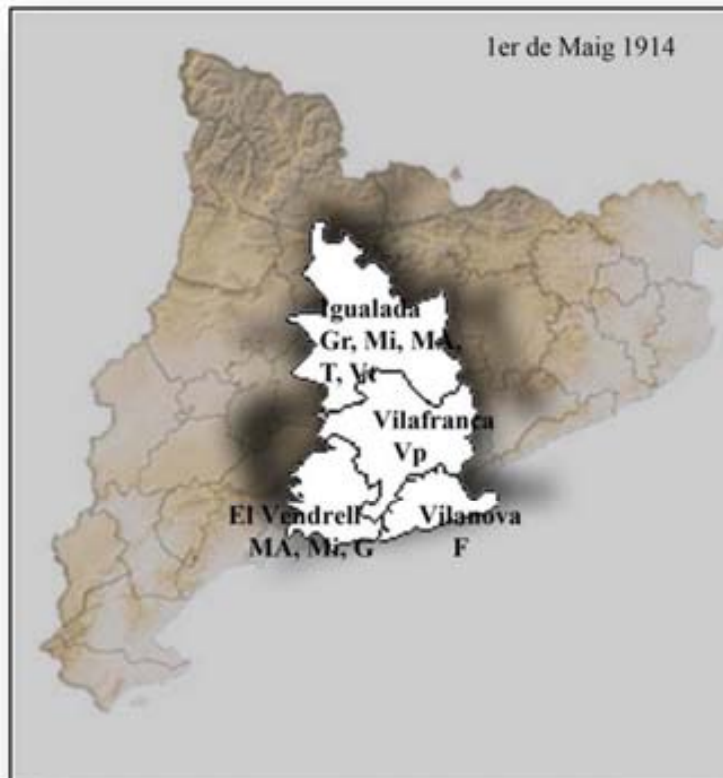 1er de Maig 1914
Igualada
Gr, Mi, MA,
T, Vt
Vilafranca
Vp
El Vendrell
MA, Mi, G
Vilanova
F